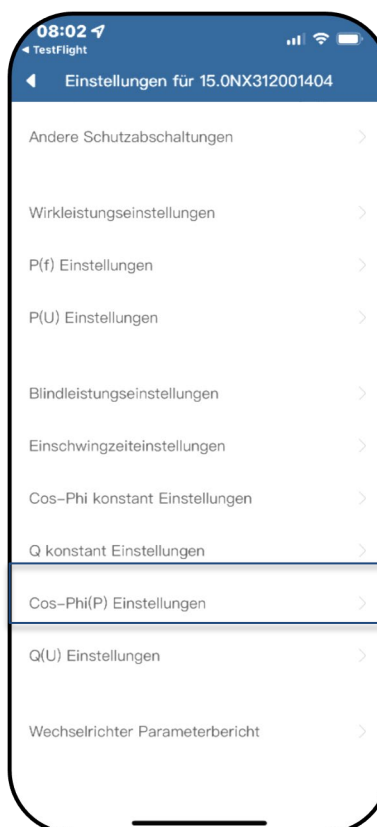 08:02
◀ TestFlight
Einstellungen für 15.0NX312001404
Andere Schutzabschaltungen
Wirkleistungseinstellungen
P(f) Einstellungen
P(U) Einstellungen
Blindleistungseinstellungen
Einschwingzeiteinstellungen
Cos-Phi konstant Einstellungen
Q konstant Einstellungen
Cos-Phi(P) Einstellungen
Q(U) Einstellungen
Wechselrichter Parameterbericht